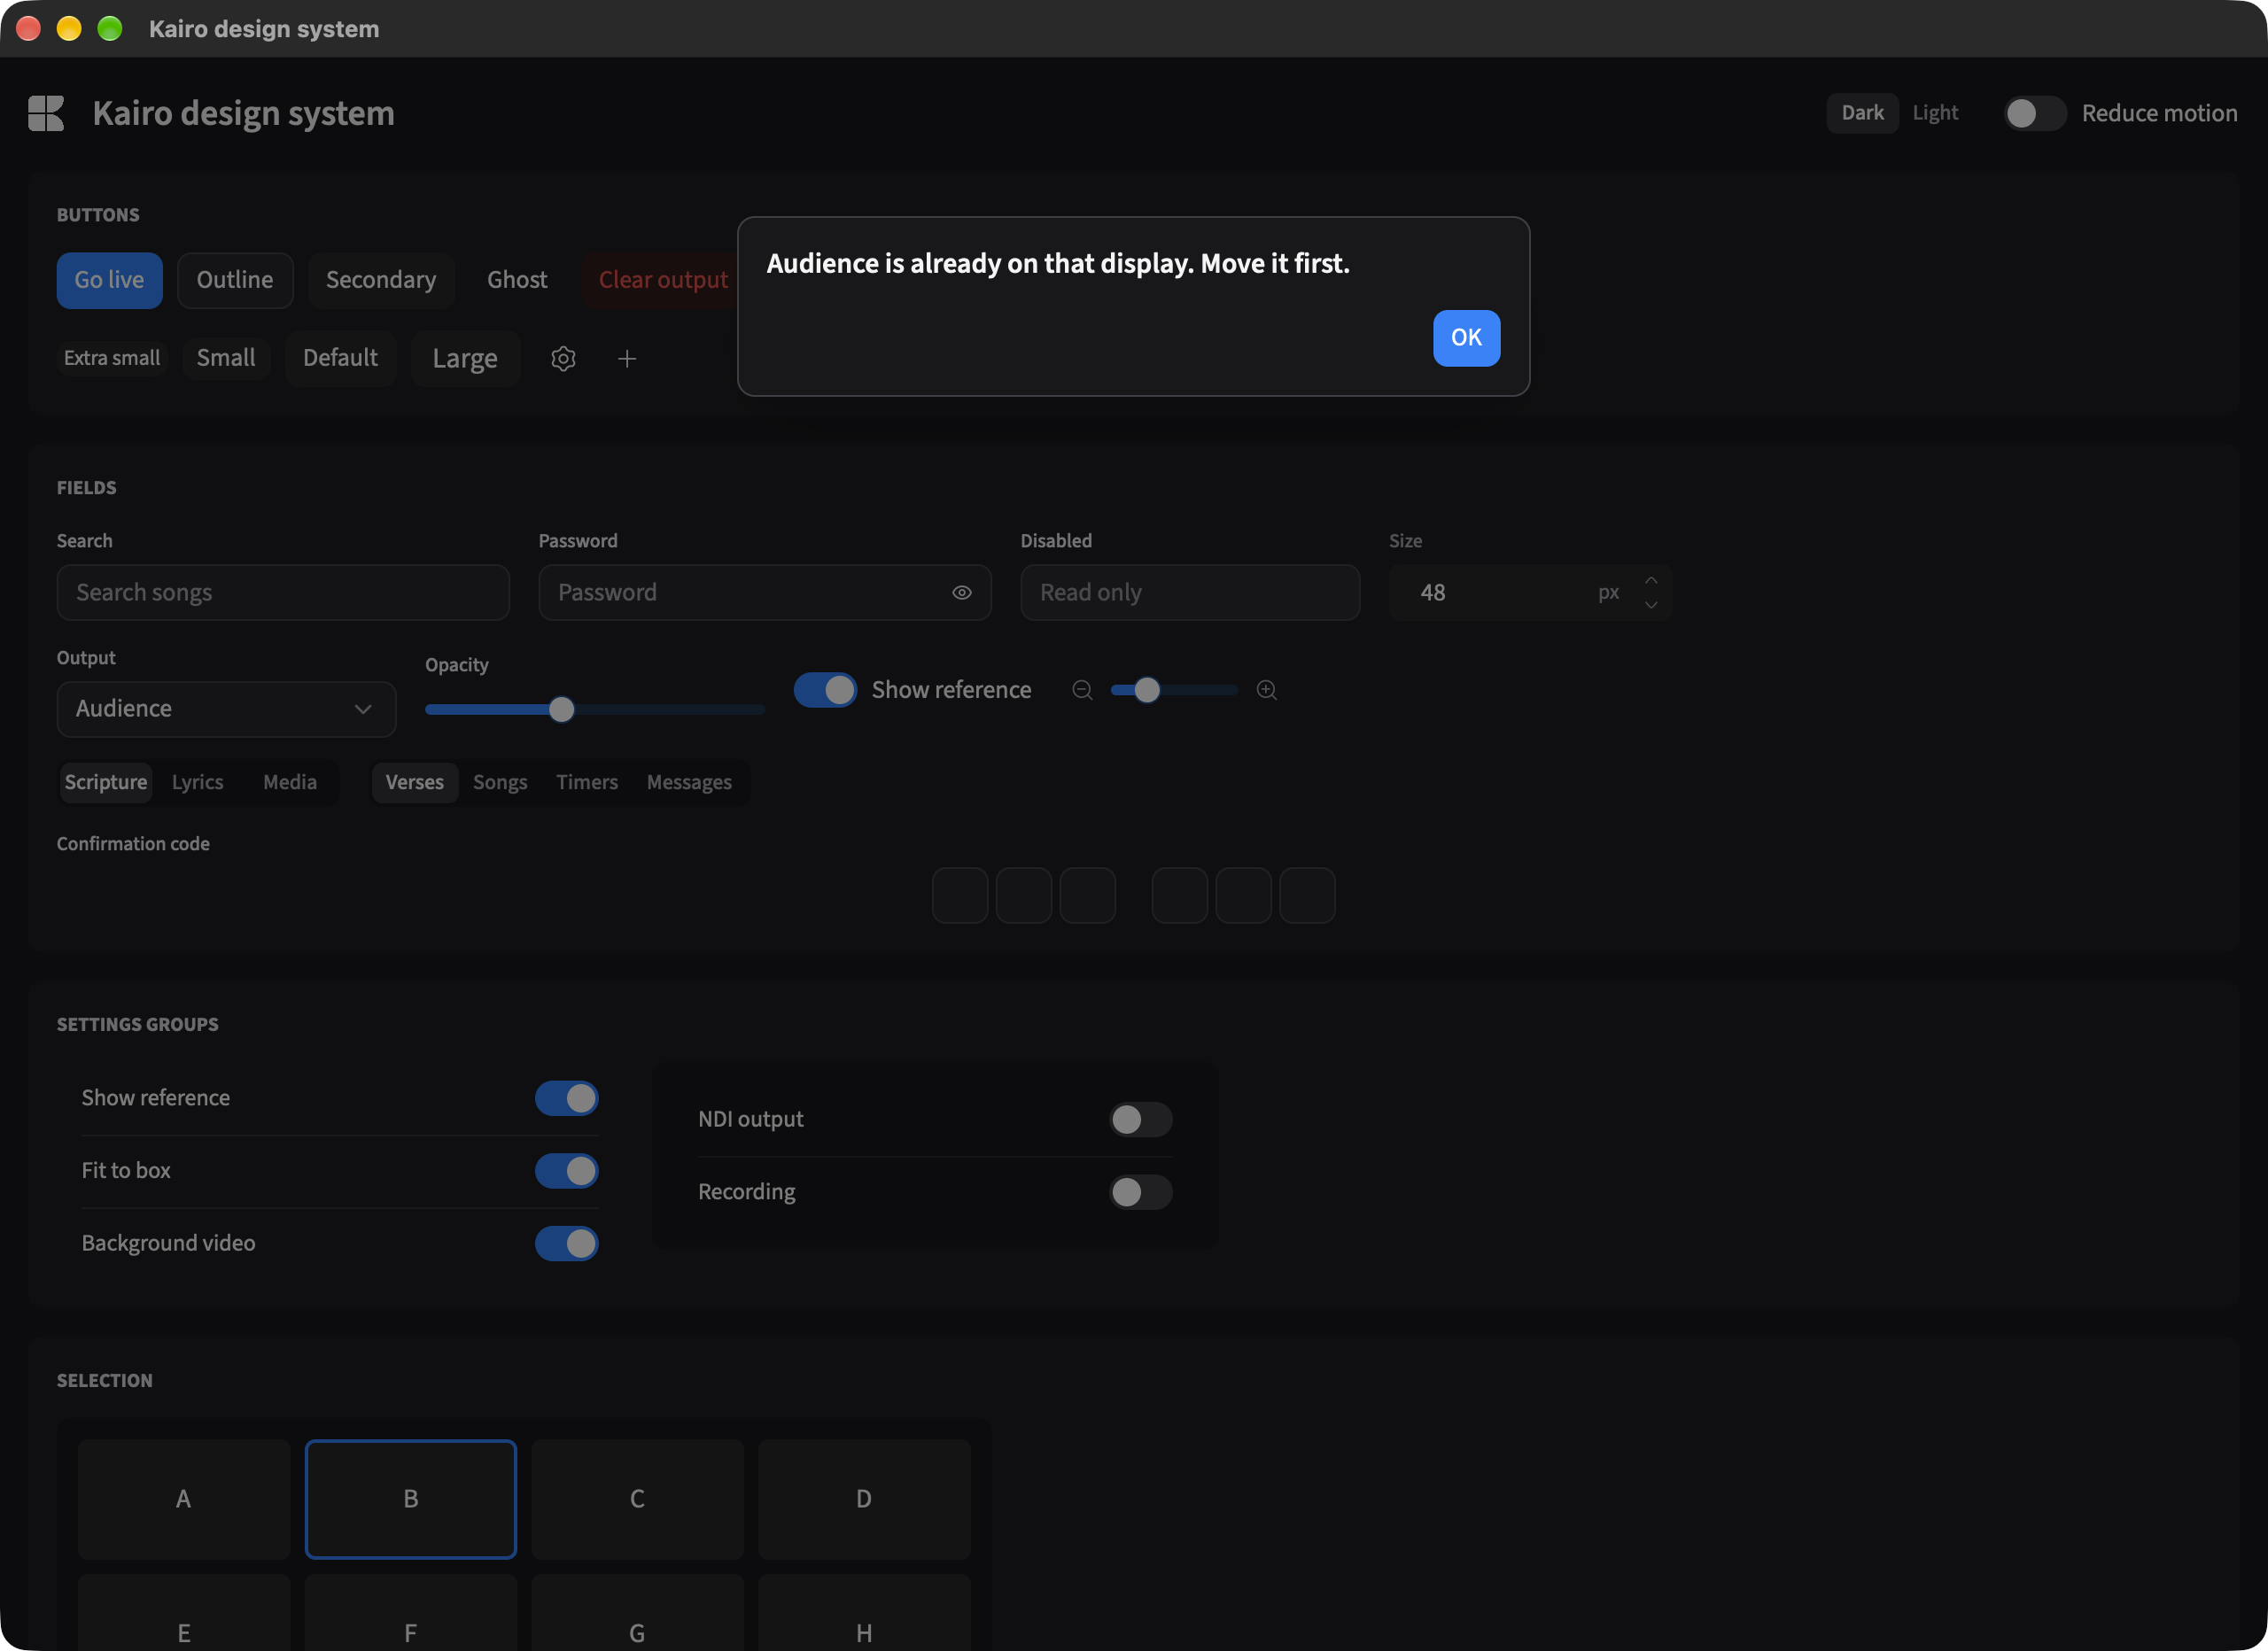 Kairo design system
Kairo design system
Dark Light Reduce motion
BUTTONS
Go live Outline Secondary Ghost Clear output
Extra small Small Default Large
Audience is already on that display. Move it first.
OK
FIELDS
Search Password Disabled Size
Search songs Password Read only 48 px
Output Opacity
Audience Show reference
Scripture Lyrics Media Verses Songs Timers Messages
Confirmation code
SETTINGS GROUPS
Show reference
NDI output
Fit to box
Recording
Background video
SELECTION
A B C D
E F G H